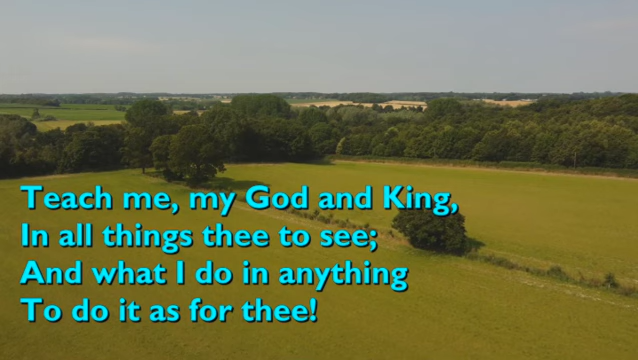 Teach me, my God and King,
In all things thee to see;
And what I do in anything
To do it as for thee!